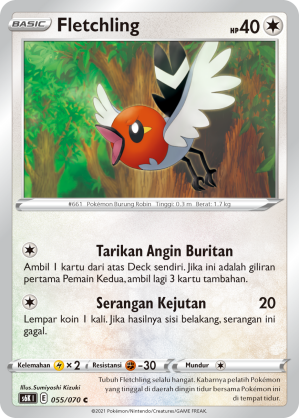 BASIC Fletchling HP40
#661 Pokémon Burung Robin Tinggi: 0.3 m Berat: 1.7 kg
Tarikan Angin Buritan
Ambil 1 kartu dari atas Deck sendiri. Jika ini adalah giliran
pertama Pemain Kedua, ambil lagi 3 kartu tambahan.
Serangan Kejutan 20
Lempar koin 1 kali. Jika hasilnya sisi belakang, serangan gagal.
Kelemahan ×2 Resistansi -30 Mundur
Illus. Sumiyoshi Kizuki
s6K I E 055/070 C
Tubuh Fletchling selalu hangat. Kabarnya pelatih Pokémon
yang tinggal di daerah dengan angin dingin tidur bersama
Pokémon ini.
©2021 Pokémon/Nintendo/Creatures/GAME FREAK